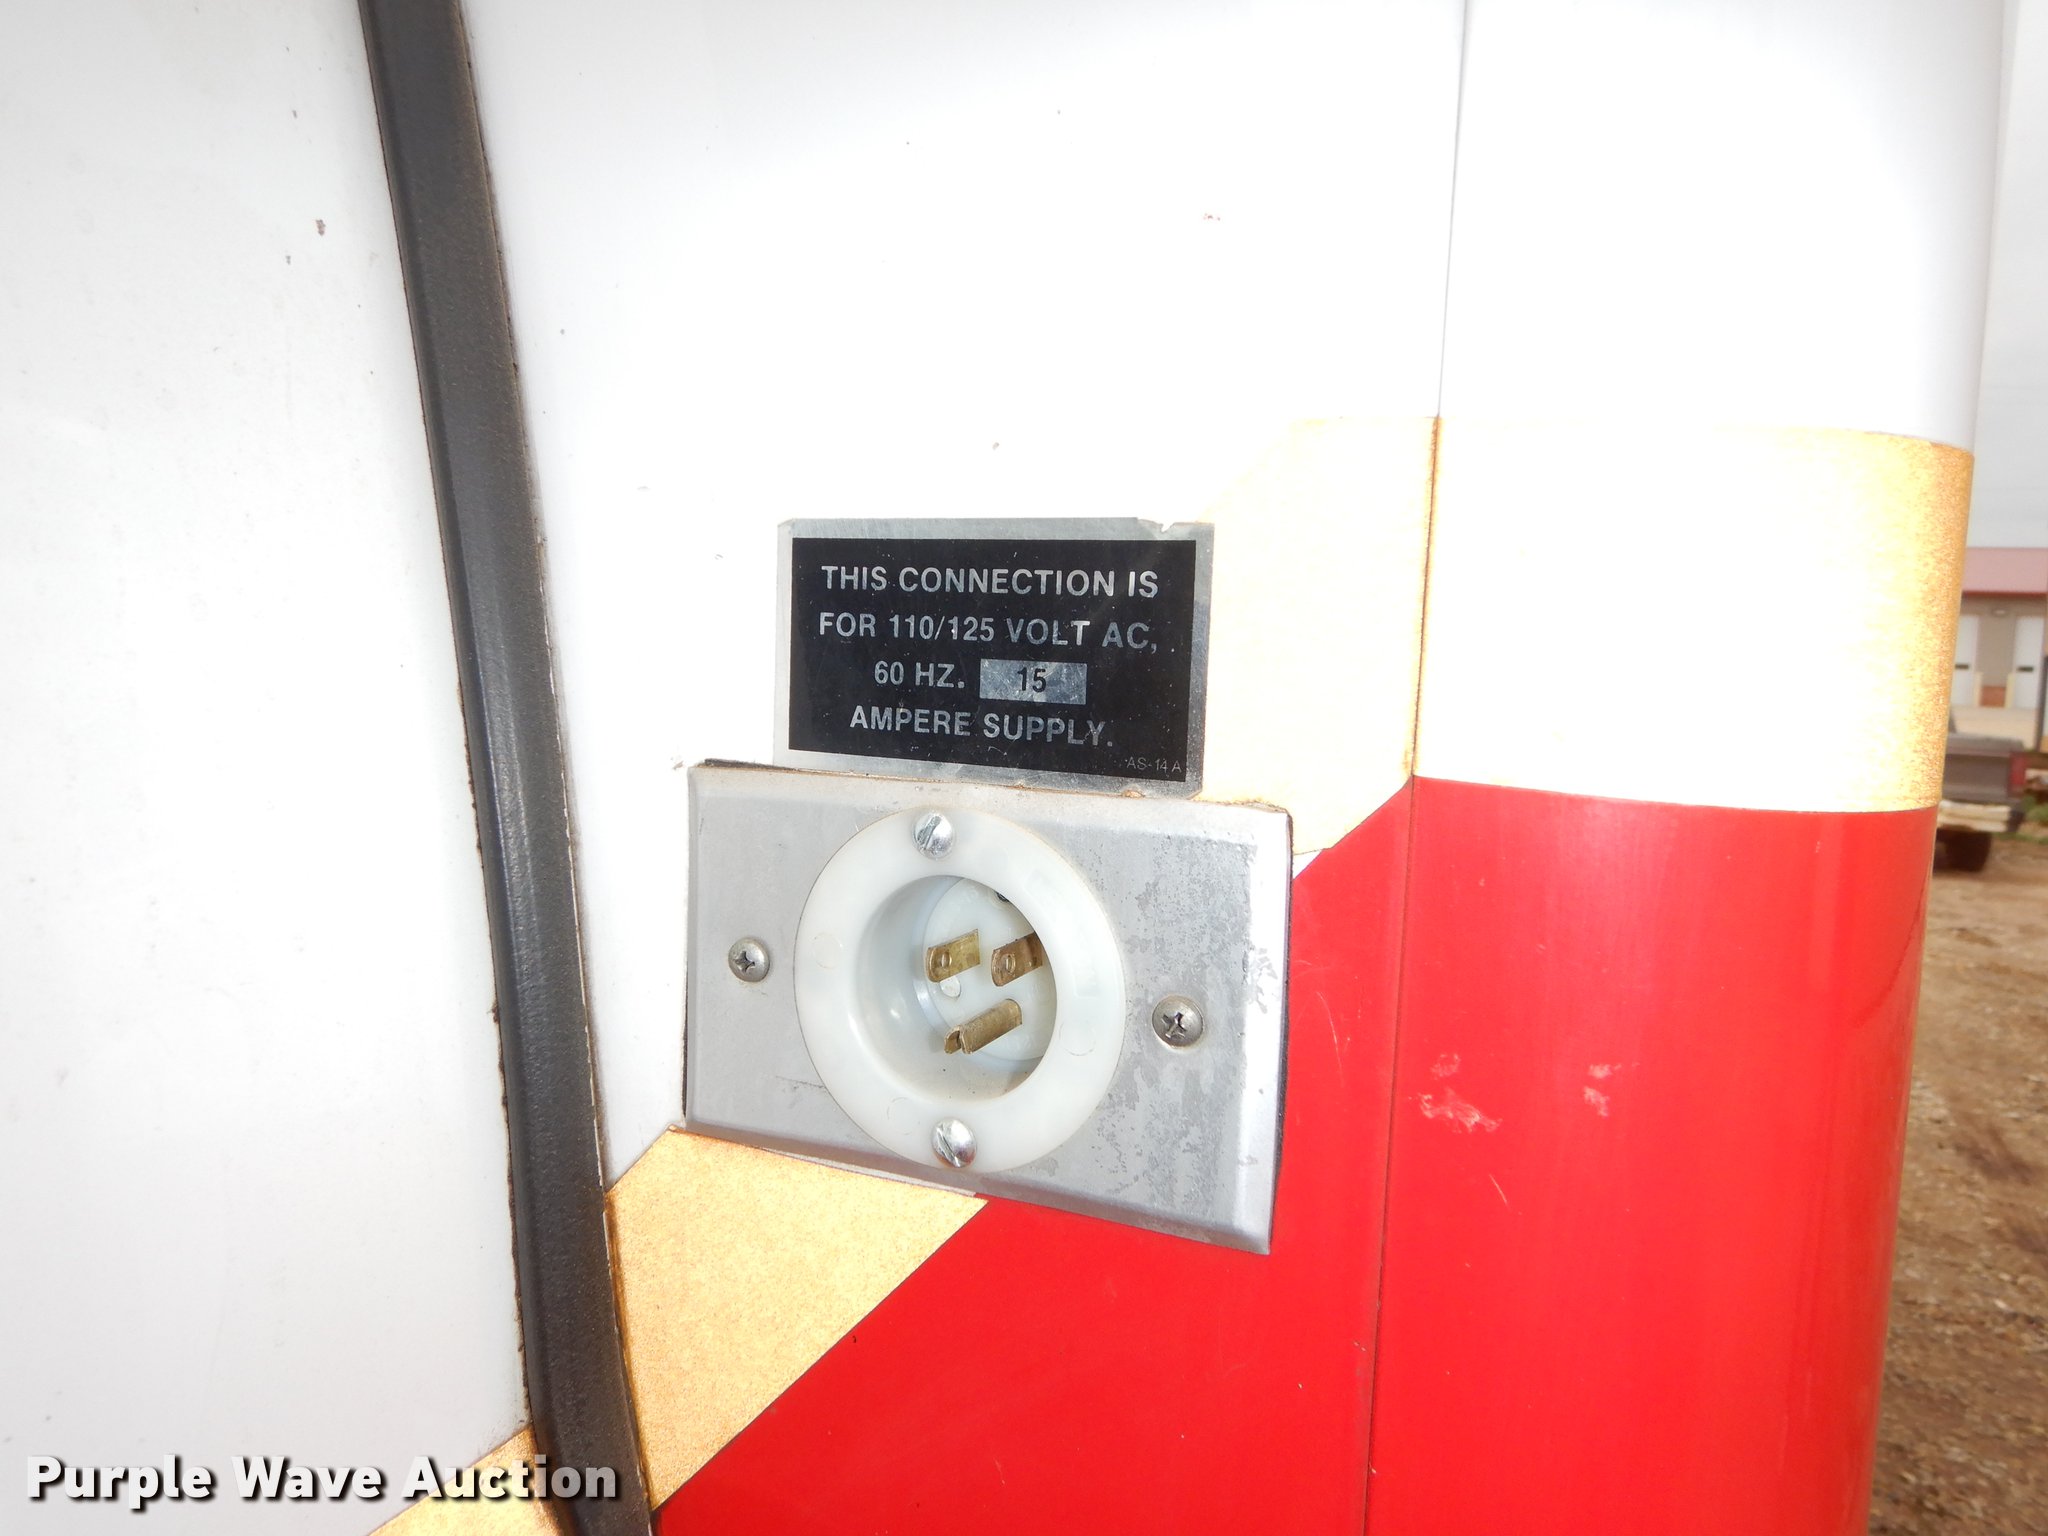 THIS CONNECTION IS
FOR 110/125 VOLT AC,
60 HZ. 15
AMPERE SUPPLY.
AS-14 A
Purple Wave Auction